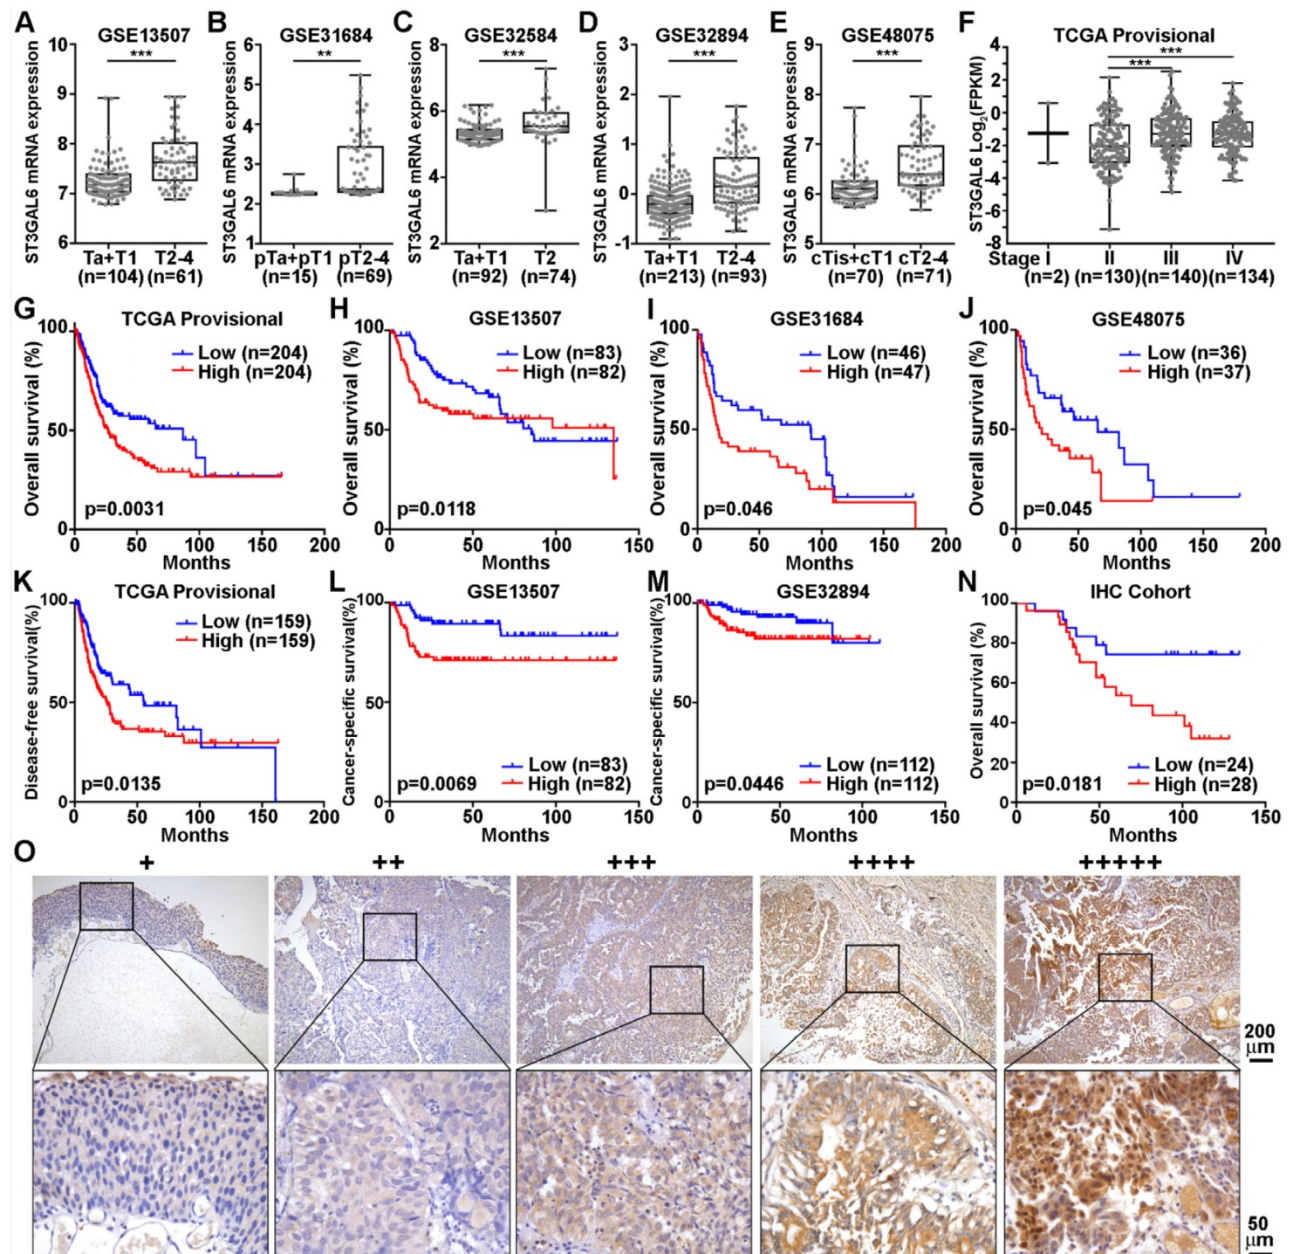 A
GSE13507
***
ST3GAL6 mRNA expression
10
9
8
7
6
Ta+T1
(n=104)
T2-4
(n=61)
B
GSE31684
**
ST3GAL6 mRNA expression
6
5
4
3
2
1
pTa+pT1
(n=15)
pT2-4
(n=69)
C
GSE32584
***
ST3GAL6 mRNA expression
8
6
4
2
Ta+T1
(n=92)
T2
(n=74)
D
GSE32894
***
ST3GAL6 mRNA expression
3
2
1
0
-1
Ta+T1
(n=213)
T2-4
(n=93)
E
GSE48075
***
ST3GAL6 mRNA expression
9
8
7
6
5
cTis+cT1
(n=70)
cT2-4
(n=71)
F
TCGA Provisional
***
***
ST3GAL6 Log2(FPKM)
4
2
0
-2
-4
-6
-8
Stage I
(n=2)
II
(n=130)
III
(n=140)
IV
(n=134)
G
TCGA Provisional
Overall survival (%)
100
50
0
Low (n=204)
High (n=204)
p=0.0031
0 50 100 150 200
Months
H
GSE13507
Overall survival (%)
100
50
0
Low (n=83)
High (n=82)
p=0.0118
0 50 100 150
Months
I
GSE31684
Overall survival (%)
100
50
0
Low (n=46)
High (n=47)
p=0.046
0 50 100 150 200
Months
J
GSE48075
Overall survival (%)
100
50
0
Low (n=36)
High (n=37)
p=0.045
0 50 100 150 200
Months
K
TCGA Provisional
Disease-free survival(%)
100
50
0
Low (n=159)
High (n=159)
p=0.0135
0 50 100 150 200
Months
L
GSE13507
Cancer-specific survival(%)
100
50
0
Low (n=83)
High (n=82)
p=0.0069
0 50 100 150
Months
M
GSE32894
Cancer-specific survival(%)
100
50
0
Low (n=112)
High (n=112)
p=0.0446
0 50 100 150
Months
N
IHC Cohort
Overall survival (%)
100
80
60
40
20
0
Low (n=24)
High (n=28)
p=0.0181
0 50 100 150
Months
O
+
++
+++
++++
+++++
200
μm
50
μm